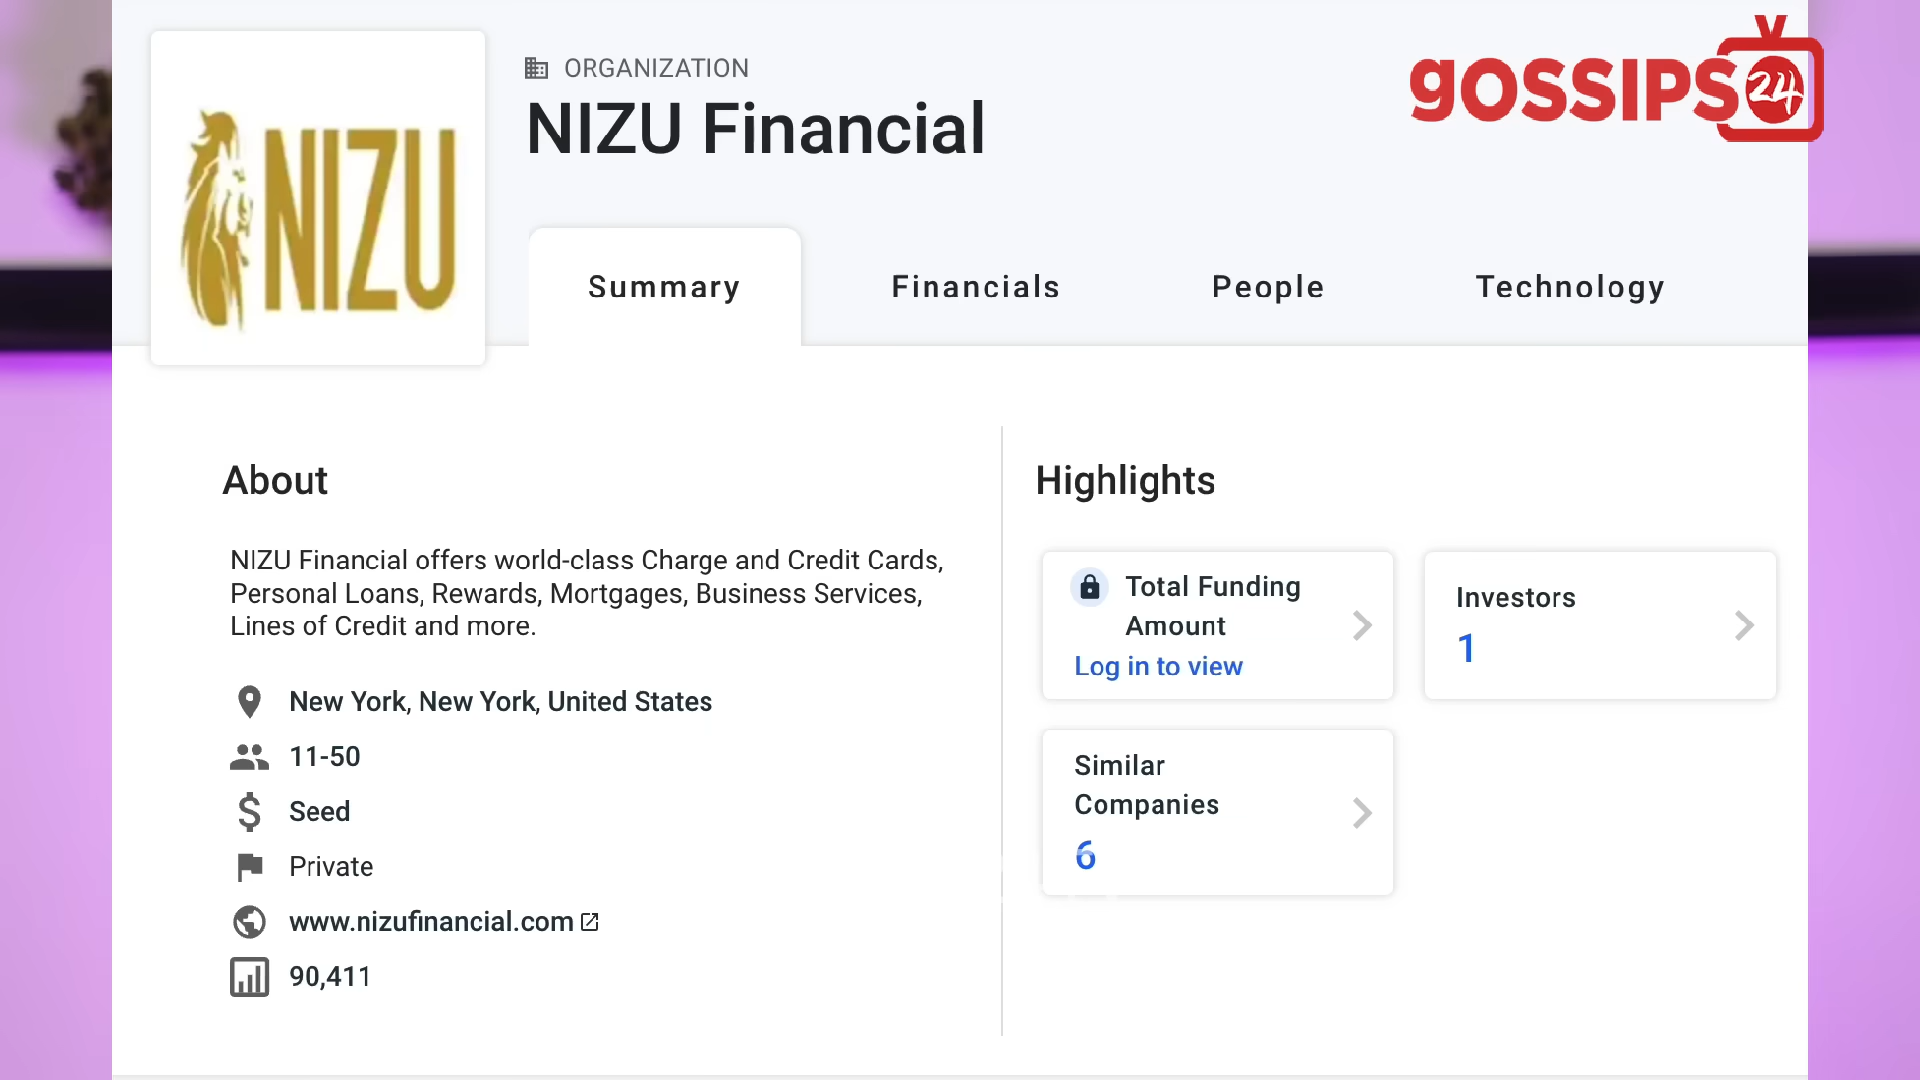 ORGANIZATION
NIZU Financial
gOSSIPS24
NIZU
Summary
Financials
People
Technology
About
NIZU Financial offers world-class Charge and Credit Cards,
Personal Loans, Rewards, Mortgages, Business Services,
Lines of Credit and more.
New York, New York, United States
11-50
Seed
Private
www.nizufinancial.com
90,411
Highlights
Total Funding
Amount
Log in to view
Investors
1
Similar
Companies
6